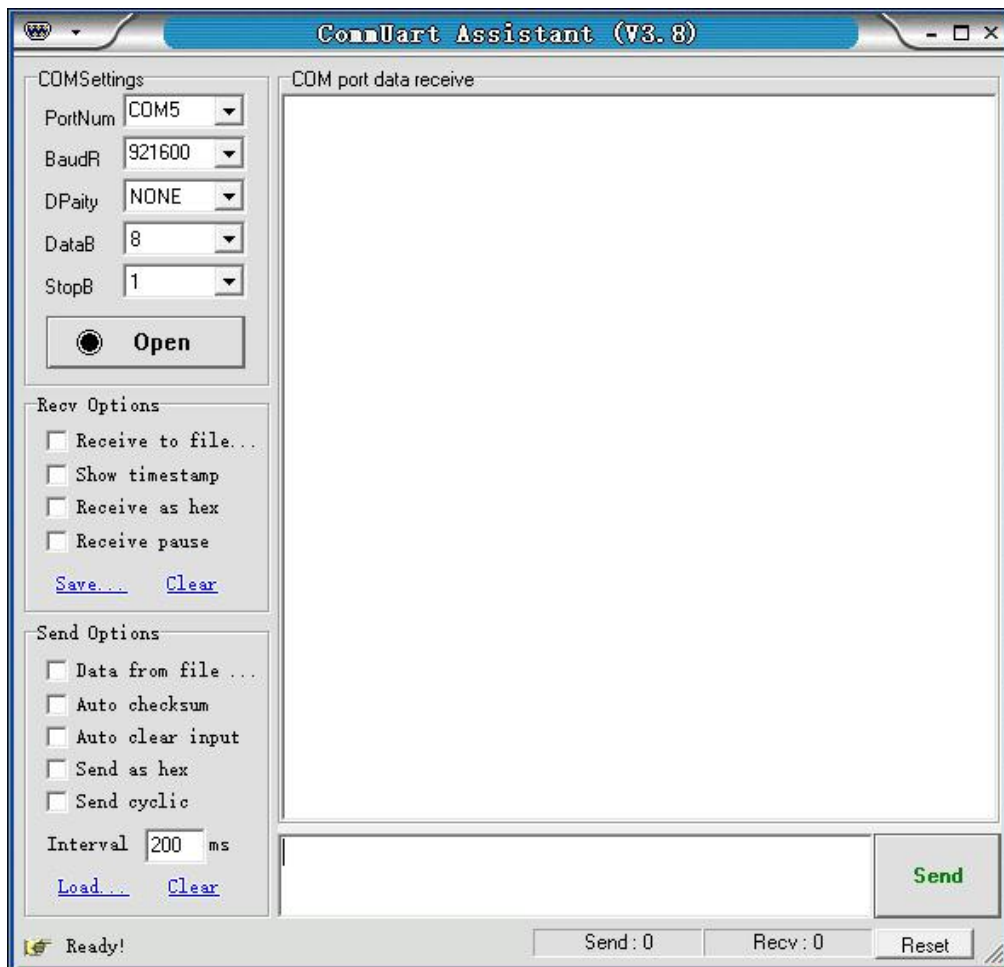 CommUart Assistant (V3.8)
COMSettings
PortNum COM5
BaudR 921600
DPaity NONE
DataB 8
StopB 1
Open
Recv Options
Receive to file...
Show timestamp
Receive as hex
Receive pause
Save... Clear
Send Options
Data from file ...
Auto checksum
Auto clear input
Send as hex
Send cyclic
Interval 200 ms
Load... Clear
COM port data receive
Send
Ready! Send : 0 Recv : 0 Reset